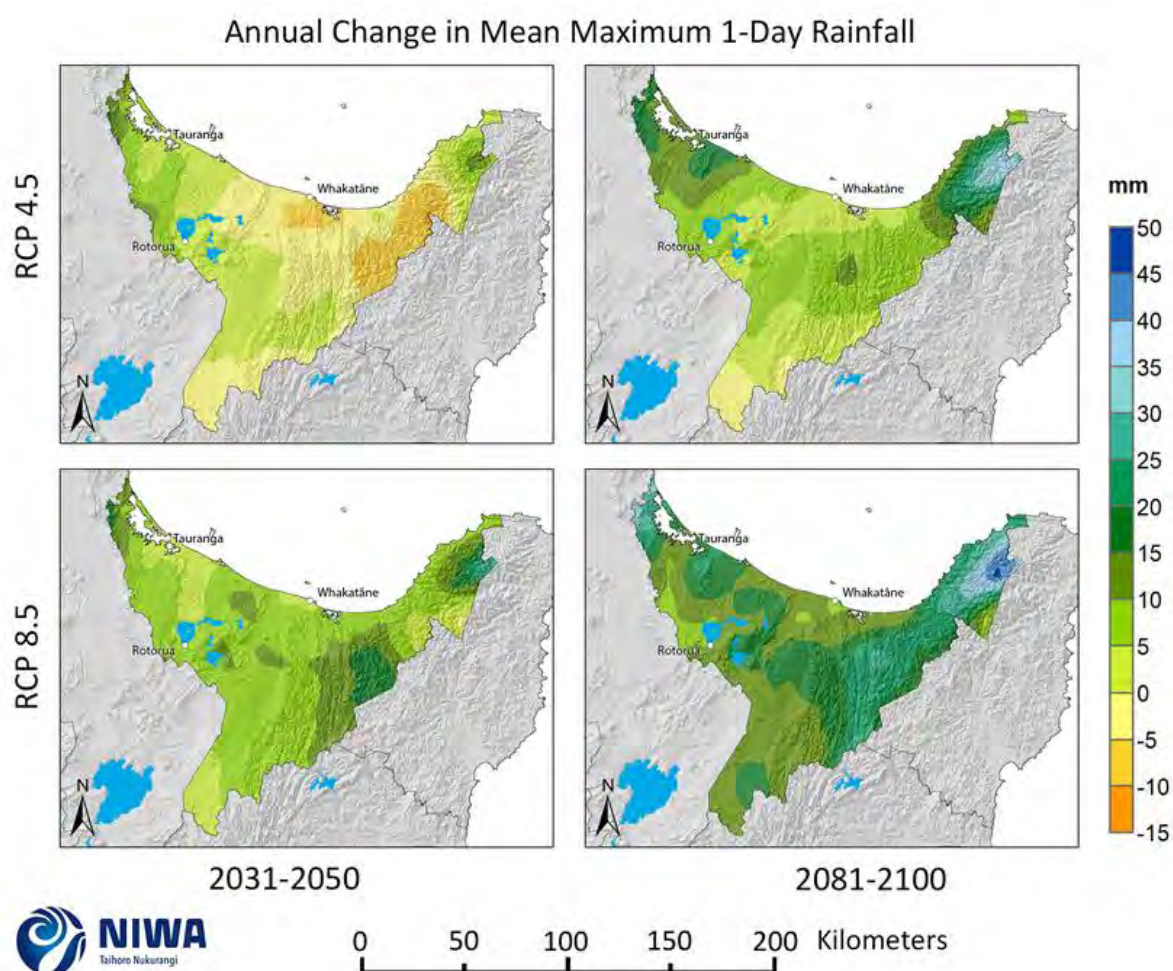 Annual Change in Mean Maximum 1-Day Rainfall
RCP 4.5
Tauranga
Whakatāne
Rotorua
N
Tauranga
Whakatāne
Rotorua
N
mm
50
45
40
35
30
25
20
15
10
5
0
-5
-10
-15
RCP 8.5
Tauranga
Whakatāne
Rotorua
N
Tauranga
Whakatāne
Rotorua
N
2031-2050
2081-2100
NIWA
Taihoro Nukurangi
0 50 100 150 200 Kilometers